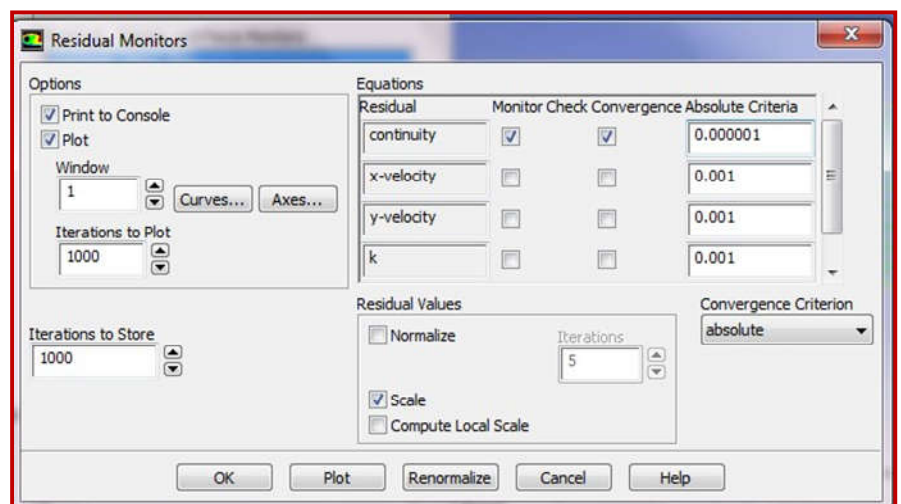 Residual Monitors
X
Options
Print to Console
Plot
Window
1
Curves...
Axes...
Iterations to Plot
1000
Iterations to Store
1000
Equations
Residual Monitor Check Convergence Absolute Criteria
continuity 0.000001
x-velocity 0.001
y-velocity 0.001
k 0.001
Residual Values
Normalize
Iterations
5
Scale
Compute Local Scale
Convergence Criterion
absolute
OK Plot Renormalize Cancel Help